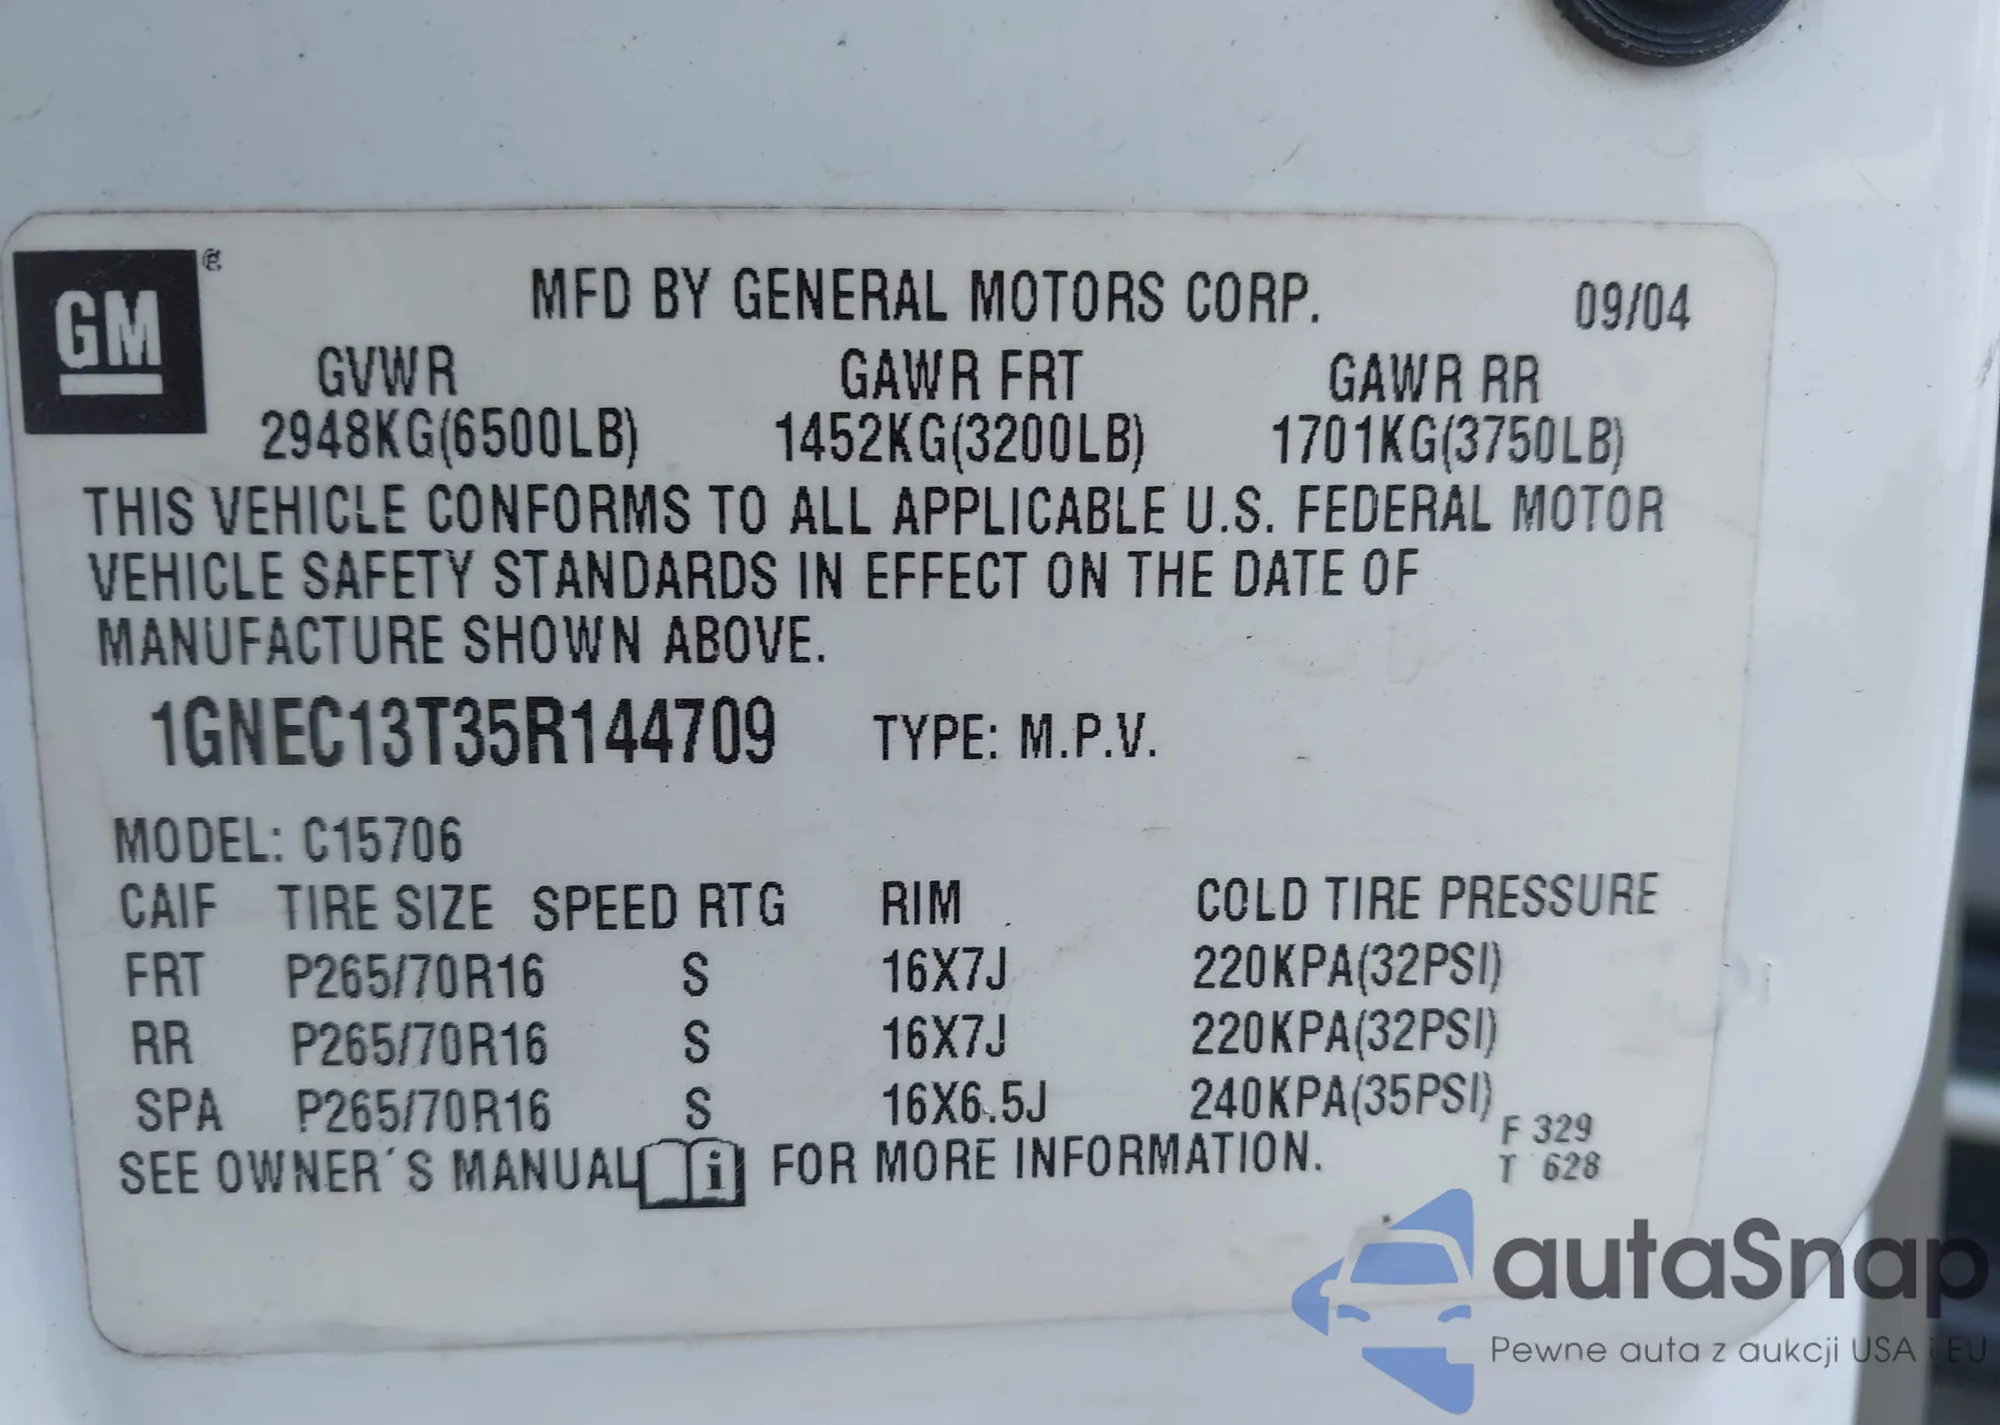 GM ®
MFD BY GENERAL MOTORS CORP. 09/04
GVWR GAWR FRT GAWR RR
2948KG(6500LB) 1452KG(3200LB) 1701KG(3750LB)
THIS VEHICLE CONFORMS TO ALL APPLICABLE U.S. FEDERAL MOTOR
VEHICLE SAFETY STANDARDS IN EFFECT ON THE DATE OF
MANUFACTURE SHOWN ABOVE.
1GNEC13T35R144709 TYPE: M.P.V.
MODEL: C15706
CAIF TIRE SIZE SPEED RTG RIM COLD TIRE PRESSURE
FRT P265/70R16 S 16X7J 220KPA(32PSI)
RR P265/70R16 S 16X7J 220KPA(32PSI)
SPA P265/70R16 S 16X6.5J 240KPA(35PSI)
SEE OWNER´S MANUAL i FOR MORE INFORMATION.
F 329
T 628
autaSnap
Pewne auta z aukcji USA i EU